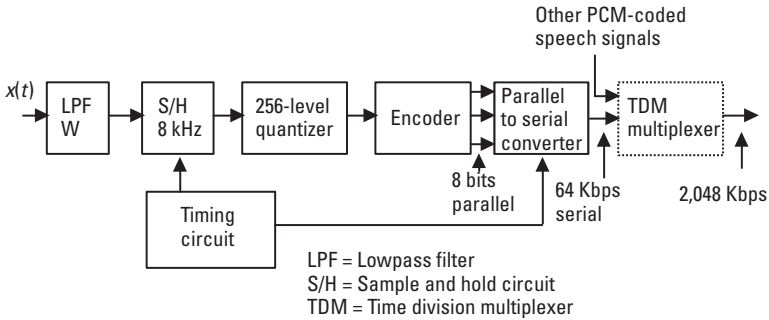 Other PCM-coded
speech signals
x(t)
LPF
W
S/H
8 kHz
256-level
quantizer
Encoder
Parallel
to serial
converter
TDM
multiplexer
8 bits
parallel
64 Kbps
serial
2,048 Kbps
Timing
circuit
LPF = Lowpass filter
S/H = Sample and hold circuit
TDM = Time division multiplexer